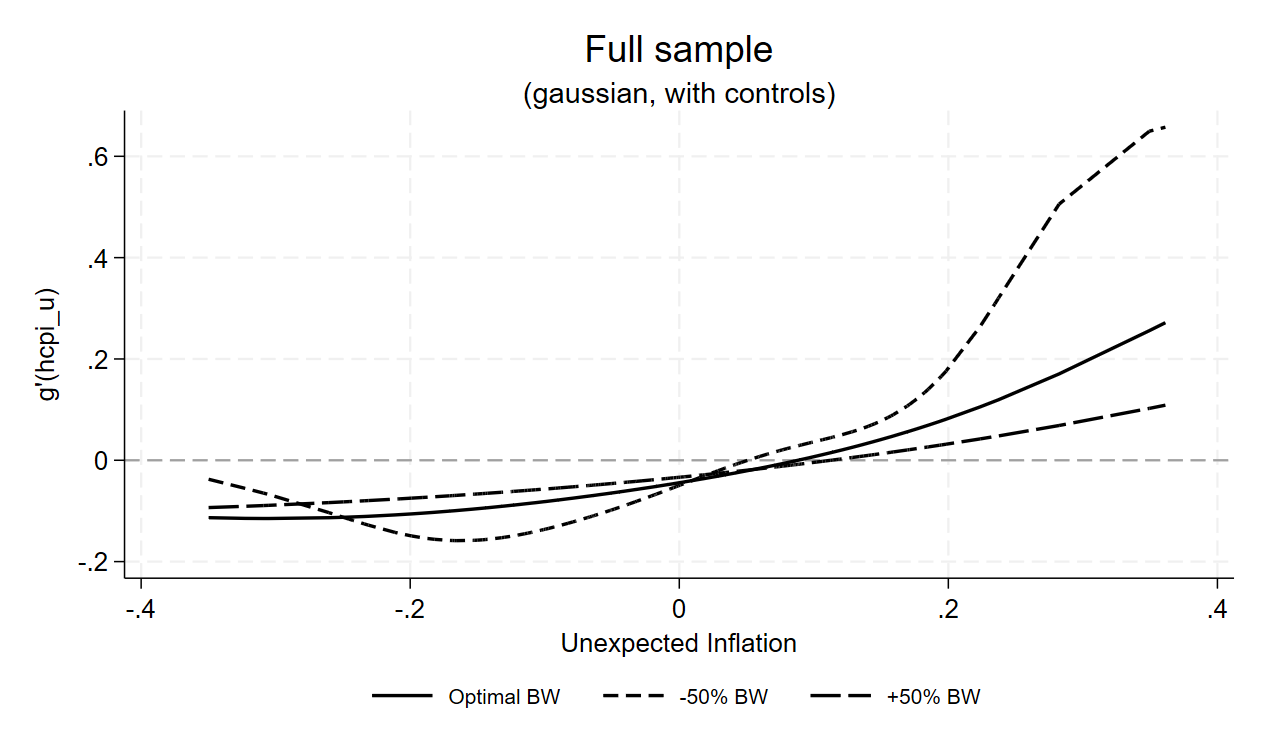 Full sample
(gaussian, with controls)
g'(hcpi_u)
.6
.4
.2
0
-.2
-.4
-.2
0
.2
.4
Unexpected Inflation
Optimal BW
-50% BW
+50% BW